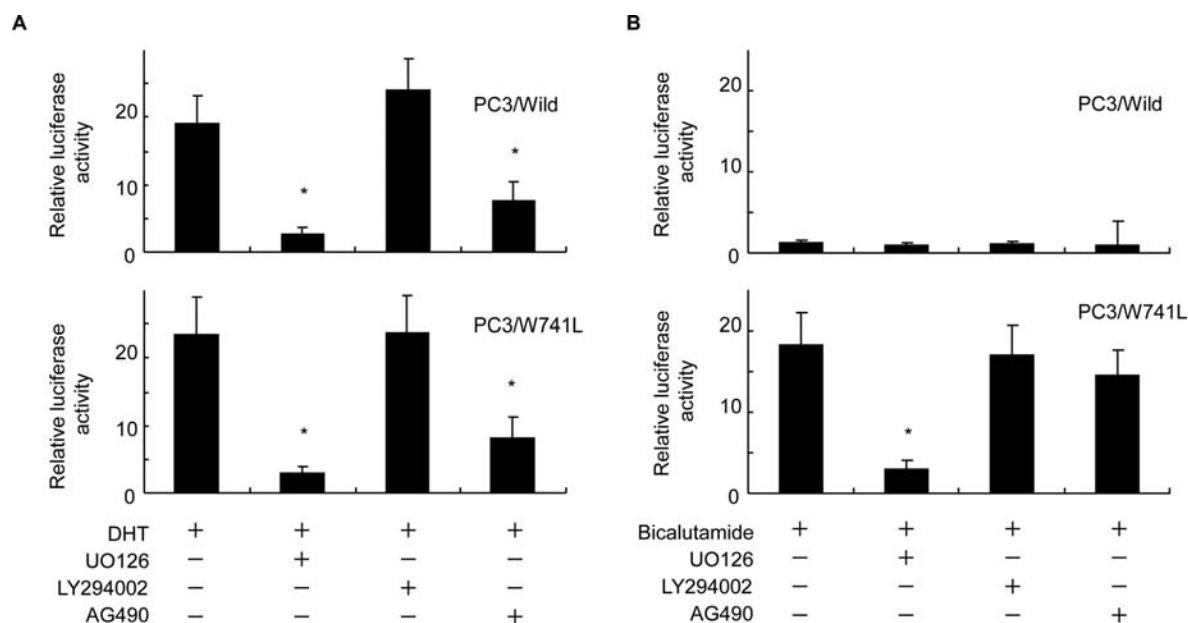 A
Relative luciferase
activity
20
10
0
PC3/Wild
*
*
Relative luciferase
activity
20
10
0
PC3/W741L
*
*
DHT + + + +
UO126 − + − −
LY294002 − − + −
AG490 − − − +
B
Relative luciferase
activity
20
10
0
PC3/Wild
Relative luciferase
activity
20
10
0
PC3/W741L
*
Bicalutamide + + + +
UO126 − + − −
LY294002 − − + −
AG490 − − − +